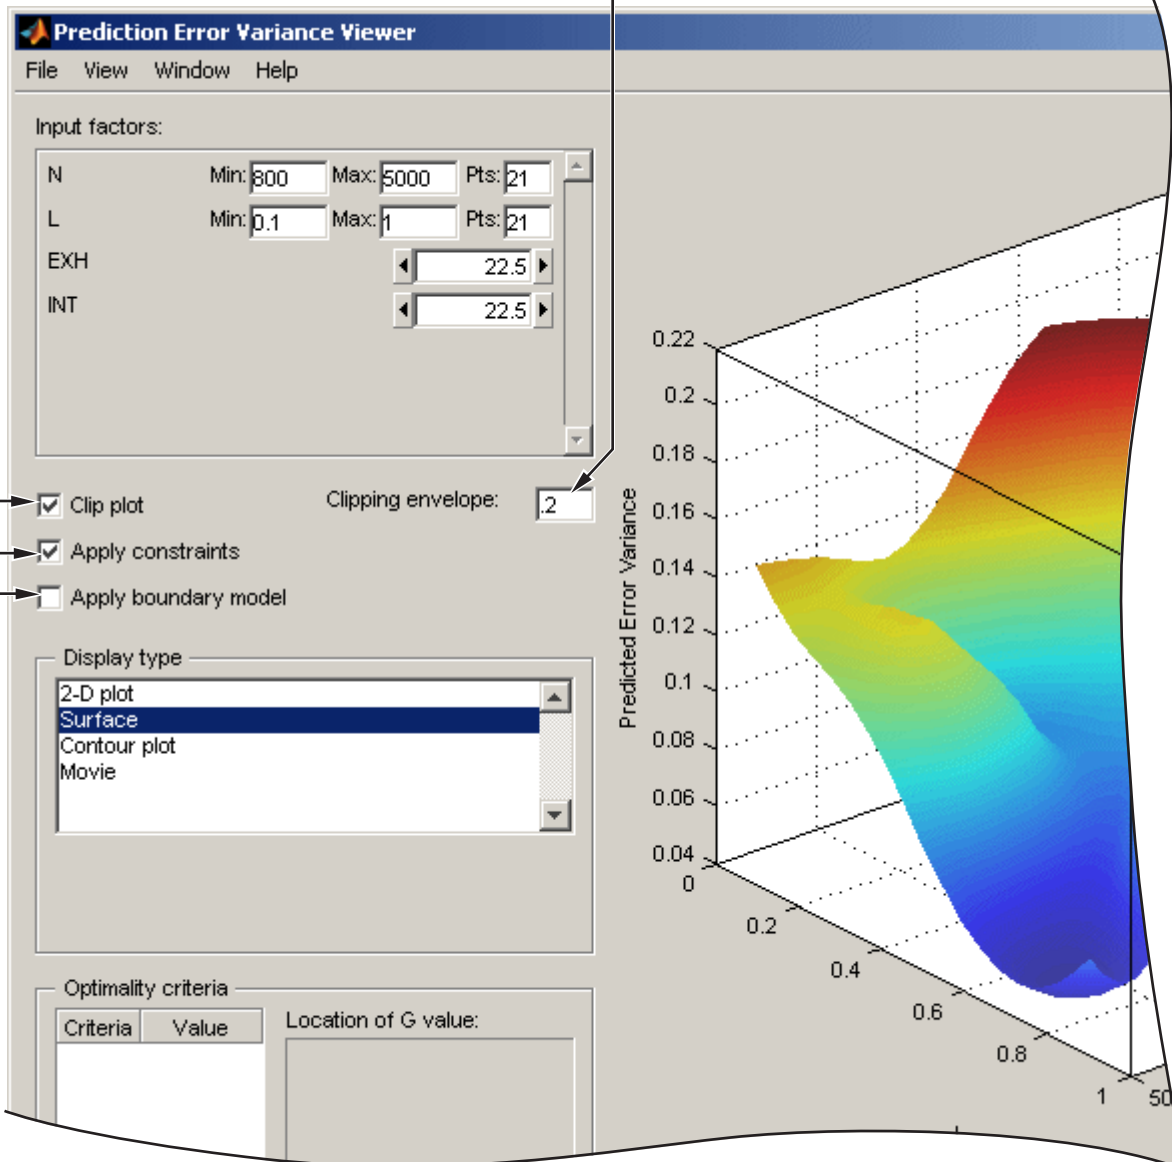 Prediction Error Variance Viewer
File View Window Help
Input factors:
N Min: 800 Max: 5000 Pts: 21
L Min: 0.1 Max: 1 Pts: 21
EXH 22.5
INT 22.5
Clip plot Clipping envelope: .2
Apply constraints
Apply boundary model
Display type
2-D plot
Surface
Contour plot
Movie
Optimality criteria
Criteria Value
Location of G value:
Predicted Error Variance
0.22
0.2
0.18
0.16
0.14
0.12
0.1
0.08
0.06
0.04
0
0.2
0.4
0.6
0.8
1
50